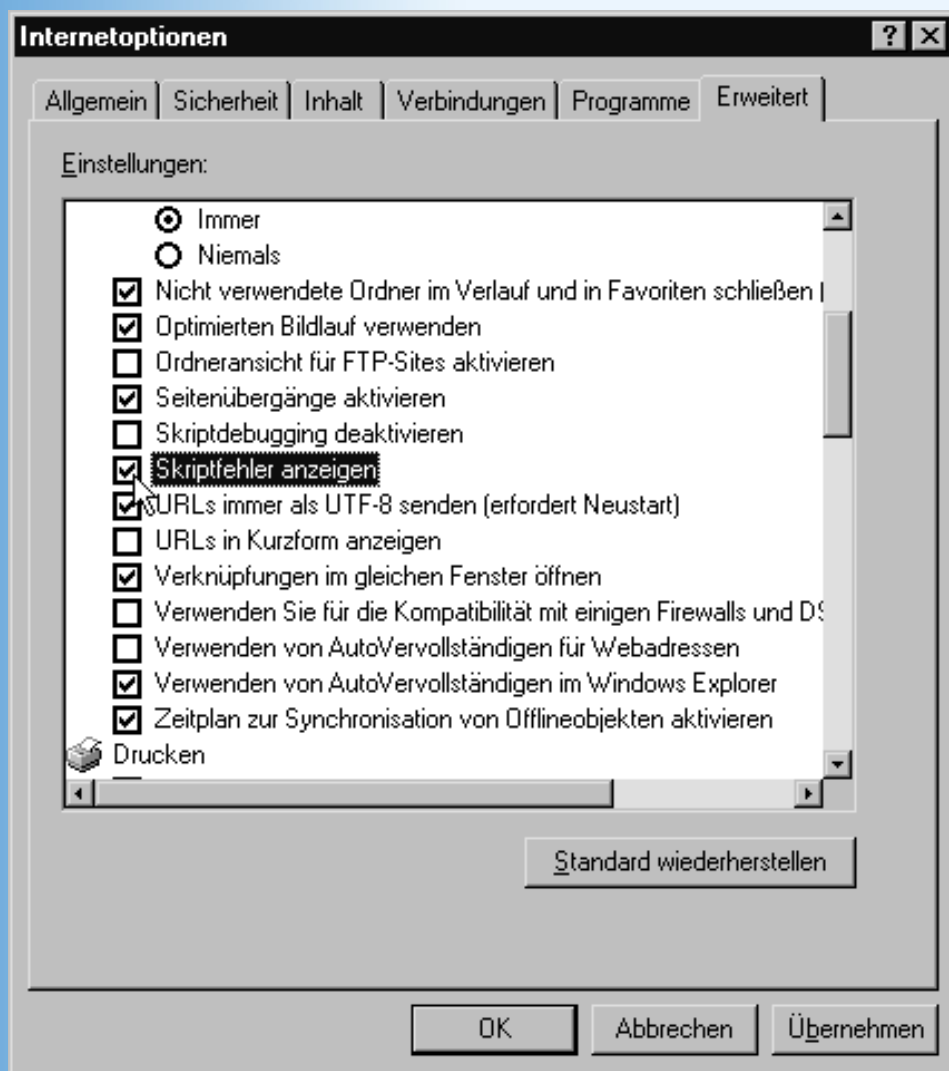 Internetoptionen
Allgemein Sicherheit Inhalt Verbindungen Programme Erweitert
Einstellungen:
Immer
Niemals
Nicht verwendete Ordner im Verlauf und in Favoriten schließen (
Optimierten Bildlauf verwenden
Ordneransicht für FTP-Sites aktivieren
Seitenübergänge aktivieren
Skriptdebugging deaktivieren
Skriptfehler anzeigen
URLs immer als UTF-8 senden (erfordert Neustart)
URLs in Kurzform anzeigen
Verknüpfungen im gleichen Fenster öffnen
Verwenden Sie für die Kompatibilität mit einigen Firewalls und DS
Verwenden von AutoVervollständigen für Webadressen
Verwenden von AutoVervollständigen im Windows Explorer
Zeitplan zur Synchronisation von Offlineobjekten aktivieren
Drucken
Standard wiederherstellen
OK Abbrechen Übernehmen